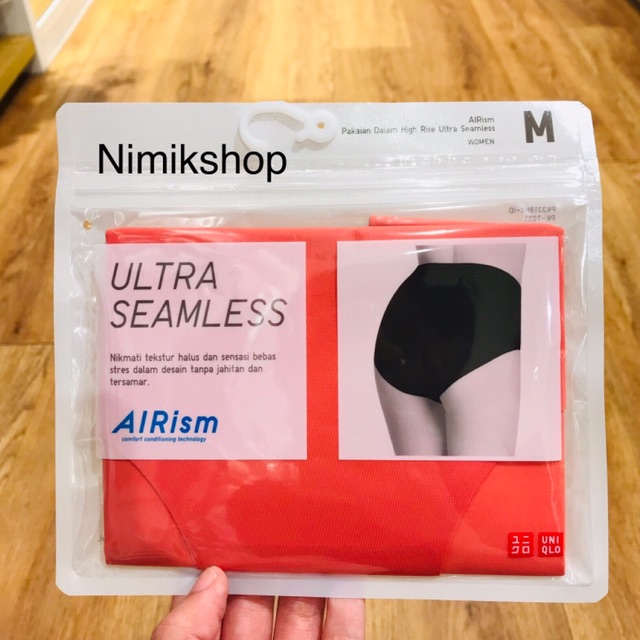 AIRism
Pakaian Dalam High Rise Ultra Seamless
WOMEN
M
Nimikshop
ULTRA
SEAMLESS
Nikmati tekstur halus dan sensasi bebas
stres dalam desain tanpa jahitan dan
tersamar.
AIRism
comfort conditioning technology
ユニ
クロ
UNI
QLO